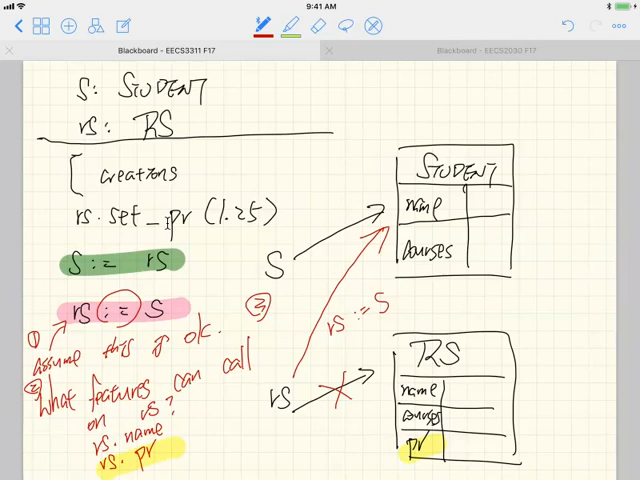 9:41 AM
Blackboard - EECS3311 F17
Blackboard - EECS2030 F17
S: STUDENT
rs: RS
creations
rs.set_pr (1.25)
S := rS
rs := S
① assume this is ok.
② What features can call
on rs?
rs.name
rs.pr
③
rs := S
S
rs
STUDENT
name
courses
RS
name
courses
pr